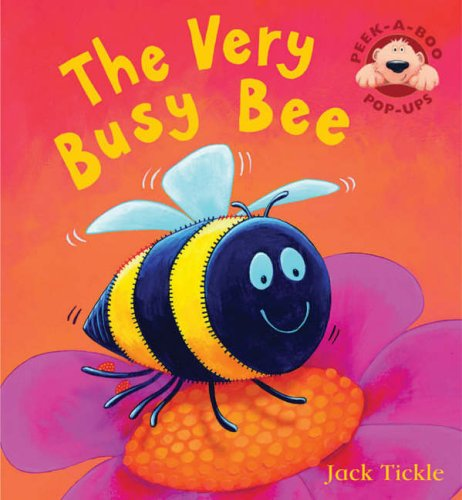 The Very
Busy Bee
PEEK-A-BOO
POP-UPS
Jack Tickle